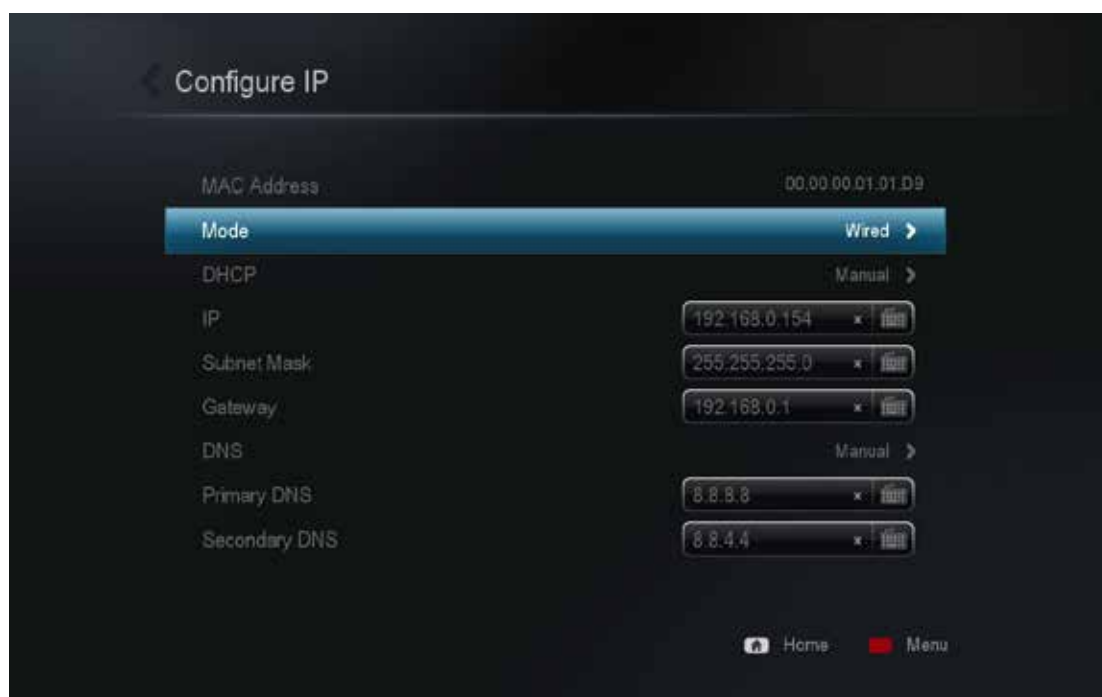 Configure IP
MAC Address 00.00.00.01.01.D9
Mode Wired
DHCP Manual
IP 192.168.0.154
Subnet Mask 255.255.255.0
Gateway 192.168.0.1
DNS Manual
Primary DNS 8.8.8.8
Secondary DNS 8.8.4.4
Home Menu